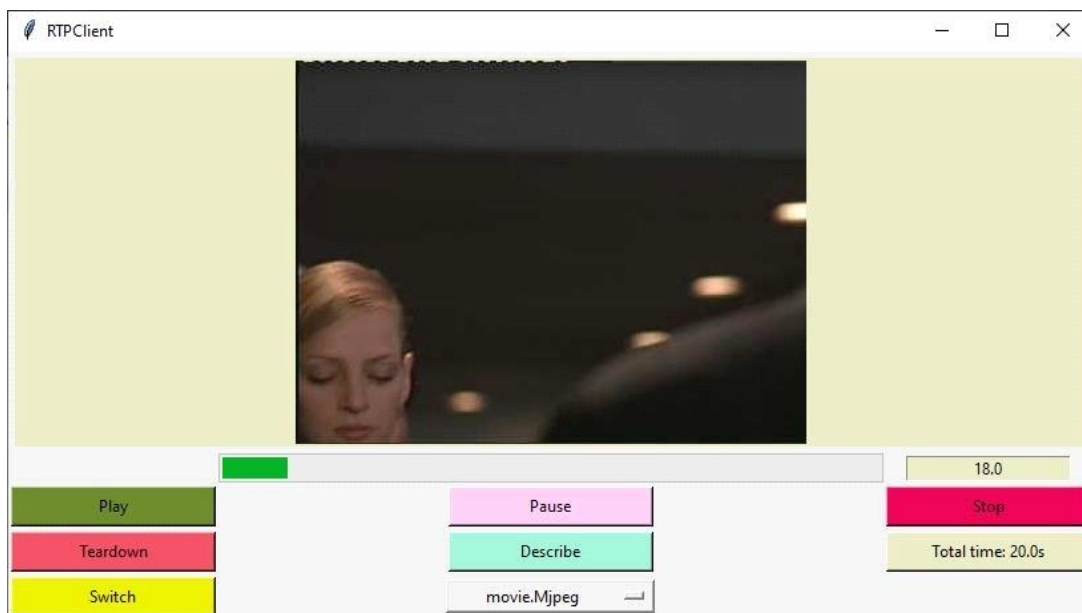 RTPClient
18.0
Play
Pause
Stop
Teardown
Describe
Total time: 20.0s
Switch
movie.Mjpeg